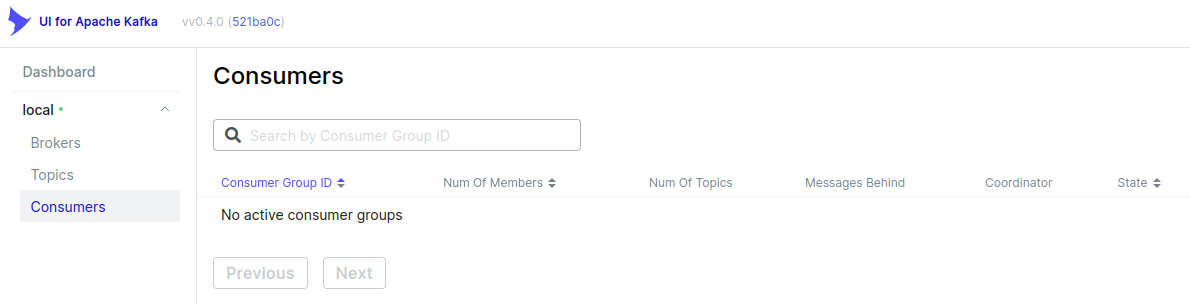 UI for Apache Kafka vv0.4.0 (521ba0c)
Dashboard
local
Brokers
Topics
Consumers
Consumers
Search by Consumer Group ID
Consumer Group ID Num Of Members Num Of Topics Messages Behind Coordinator State
No active consumer groups
Previous Next